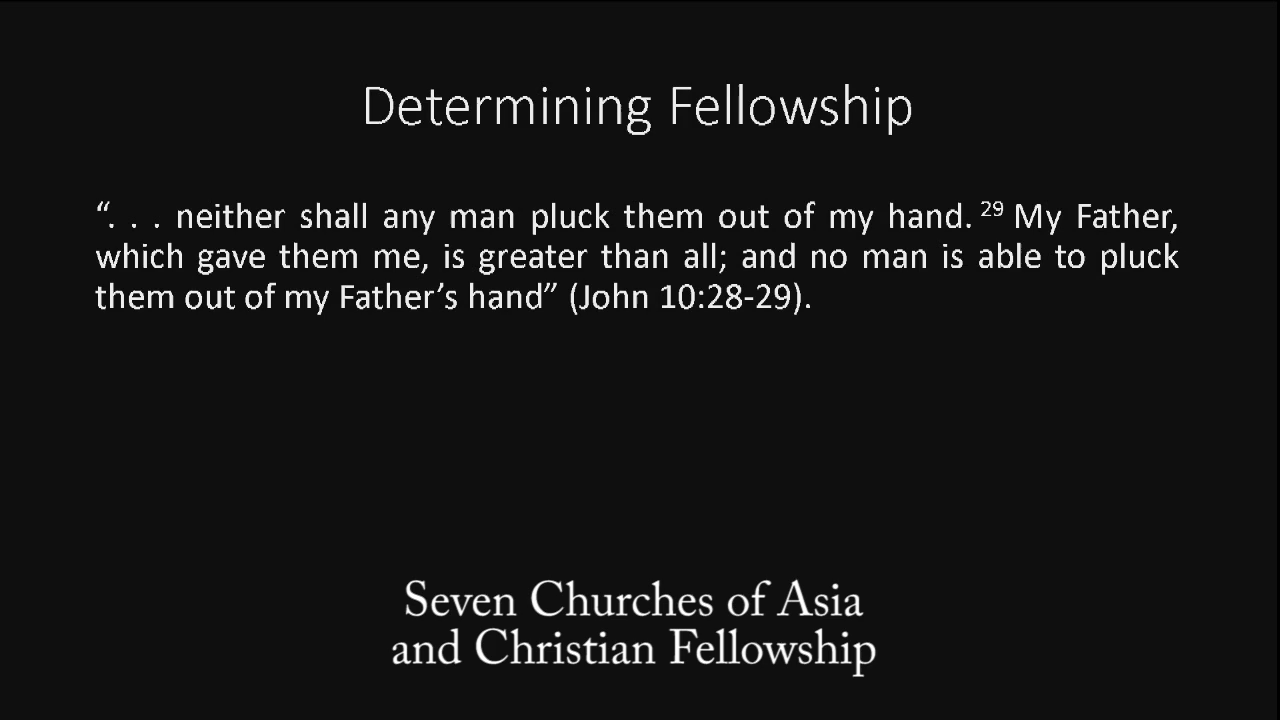 Determining Fellowship
“. . . neither shall any man pluck them out of my hand. 29 My Father,
which gave them me, is greater than all; and no man is able to pluck
them out of my Father’s hand” (John 10:28-29).
Seven Churches of Asia
and Christian Fellowship